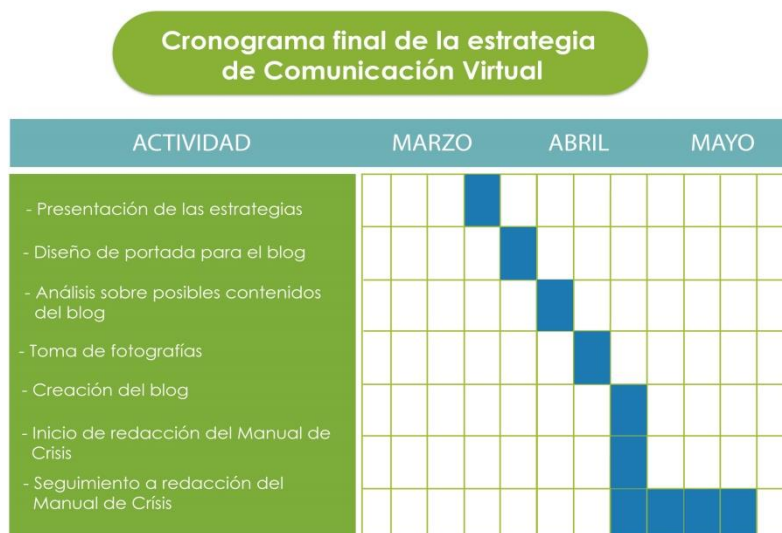 Cronograma final de la estrategia
de Comunicación Virtual
ACTIVIDAD MARZO ABRIL MAYO
- Presentación de las estrategias
- Diseño de portada para el blog
- Análisis sobre posibles contenidos
del blog
- Toma de fotografías
- Creación del blog
- Inicio de redacción del Manual de
Crisis
- Seguimiento a redacción del
Manual de Crísis